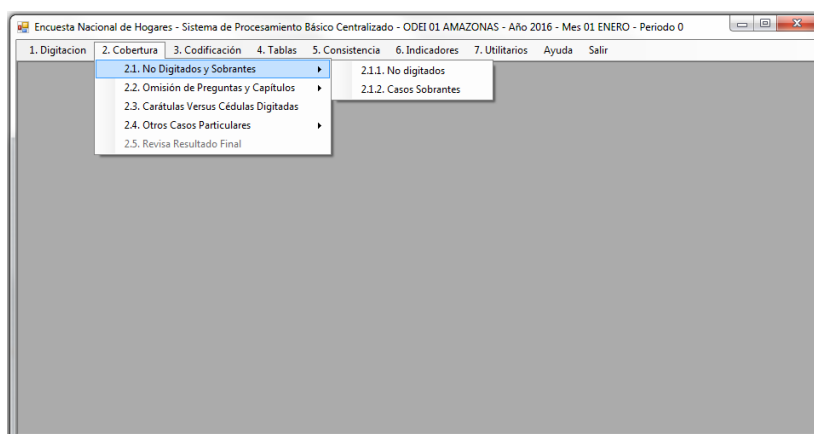 Encuesta Nacional de Hogares - Sistema de Procesamiento Básico Centralizado - ODEI 01 AMAZONAS - Año 2016 - Mes 01 ENERO - Periodo 0
1. Digitacion 2. Cobertura 3. Codificación 4. Tablas 5. Consistencia 6. Indicadores 7. Utilitarios Ayuda Salir
2.1. No Digitados y Sobrantes
2.2. Omisión de Preguntas y Capítulos
2.3. Carátulas Versus Cédulas Digitadas
2.4. Otros Casos Particulares
2.5. Revisa Resultado Final
2.1.1. No digitados
2.1.2. Casos Sobrantes